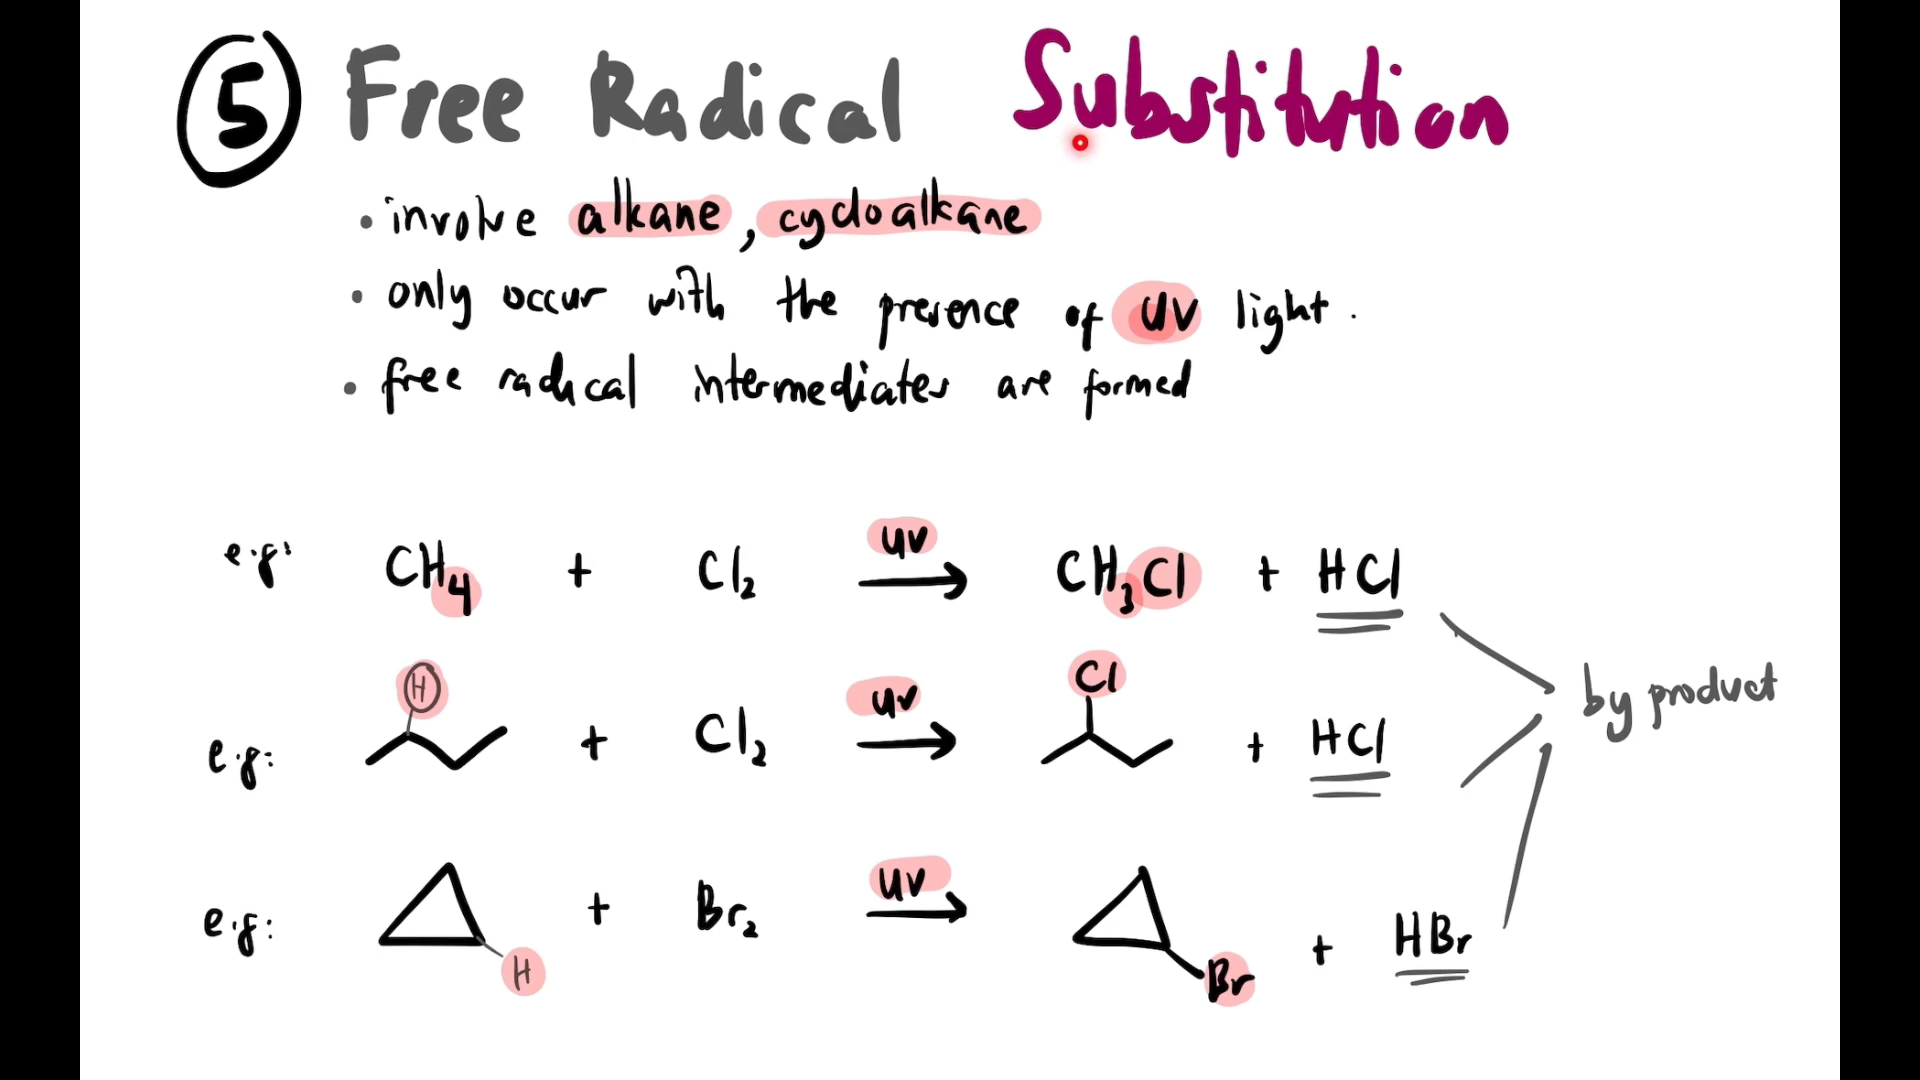 5 Free Radical Substitution
• involve alkane, cycloalkane
• only occur with the presence of UV light.
• free radical intermediates are formed
e.g: CH4 + Cl2 UV → CH3Cl + HCl
H Cl
e.g: + Cl2 UV → + HCl by product
e.g: + Br2 UV → + HBr
H Br